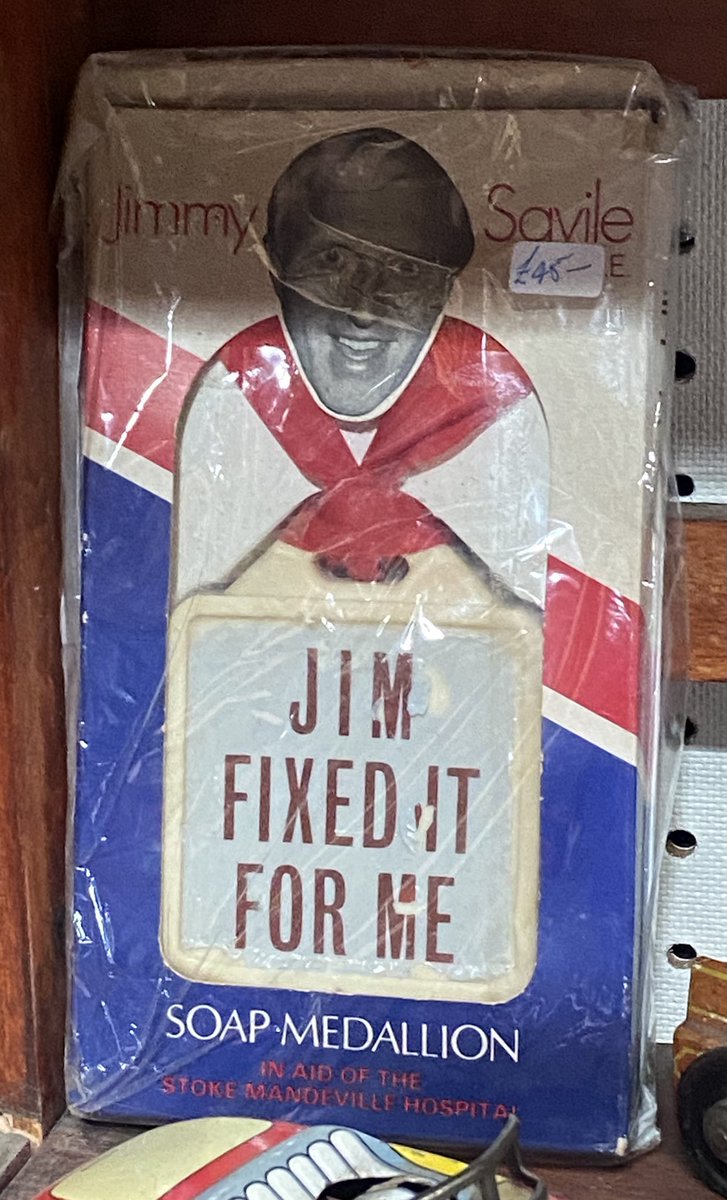 Jimmy Savile
£45-
JIM
FIXED IT
FOR ME
SOAP·MEDALLION
IN AID OF THE
STOKE MANDEVILLE HOSPITAL